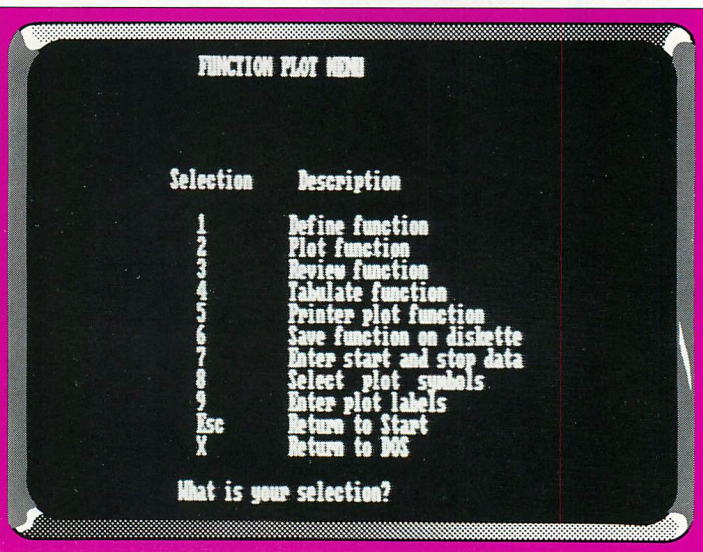 FUNCTION PLOT MENU
Selection Description
1 Define function
2 Plot function
3 Review function
4 Tabulate function
5 Printer plot function
6 Save function on diskette
7 Enter start and stop data
8 Select plot symbols
9 Enter plot labels
Esc Return to Start
X Return to DOS
What is your selection?